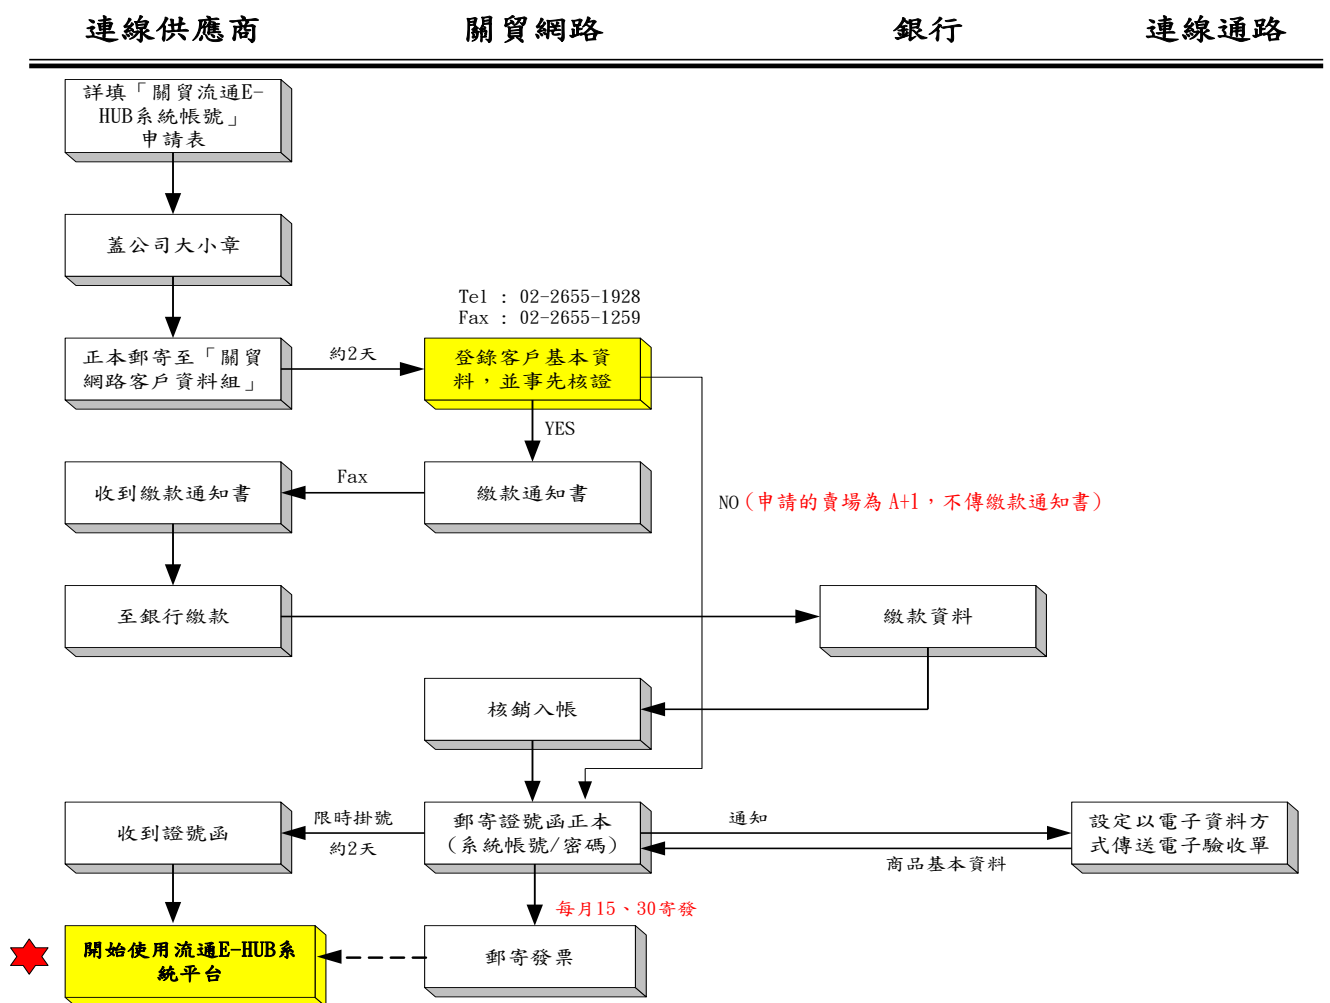 連線供應商
關貿網路
銀行
連線通路
詳填「關貿流通E-
HUB系統帳號」
申請表
蓋公司大小章
Tel : 02-2655-1928
Fax : 02-2655-1259
正本郵寄至「關貿
網路客戶資料組」
約2天
登錄客戶基本資
料，並事先核證
YES
收到繳款通知書
Fax
繳款通知書
NO(申請的賣場為 A+1，不傳繳款通知書)
至銀行繳款
繳款資料
核銷入帳
收到證號函
限時掛號
約2天
郵寄證號函正本
(系統帳號/密碼)
通知
商品基本資料
設定以電子資料方
式傳送電子驗收單
每月15、30寄發
開始使用流通E-HUB系
統平台
郵寄發票